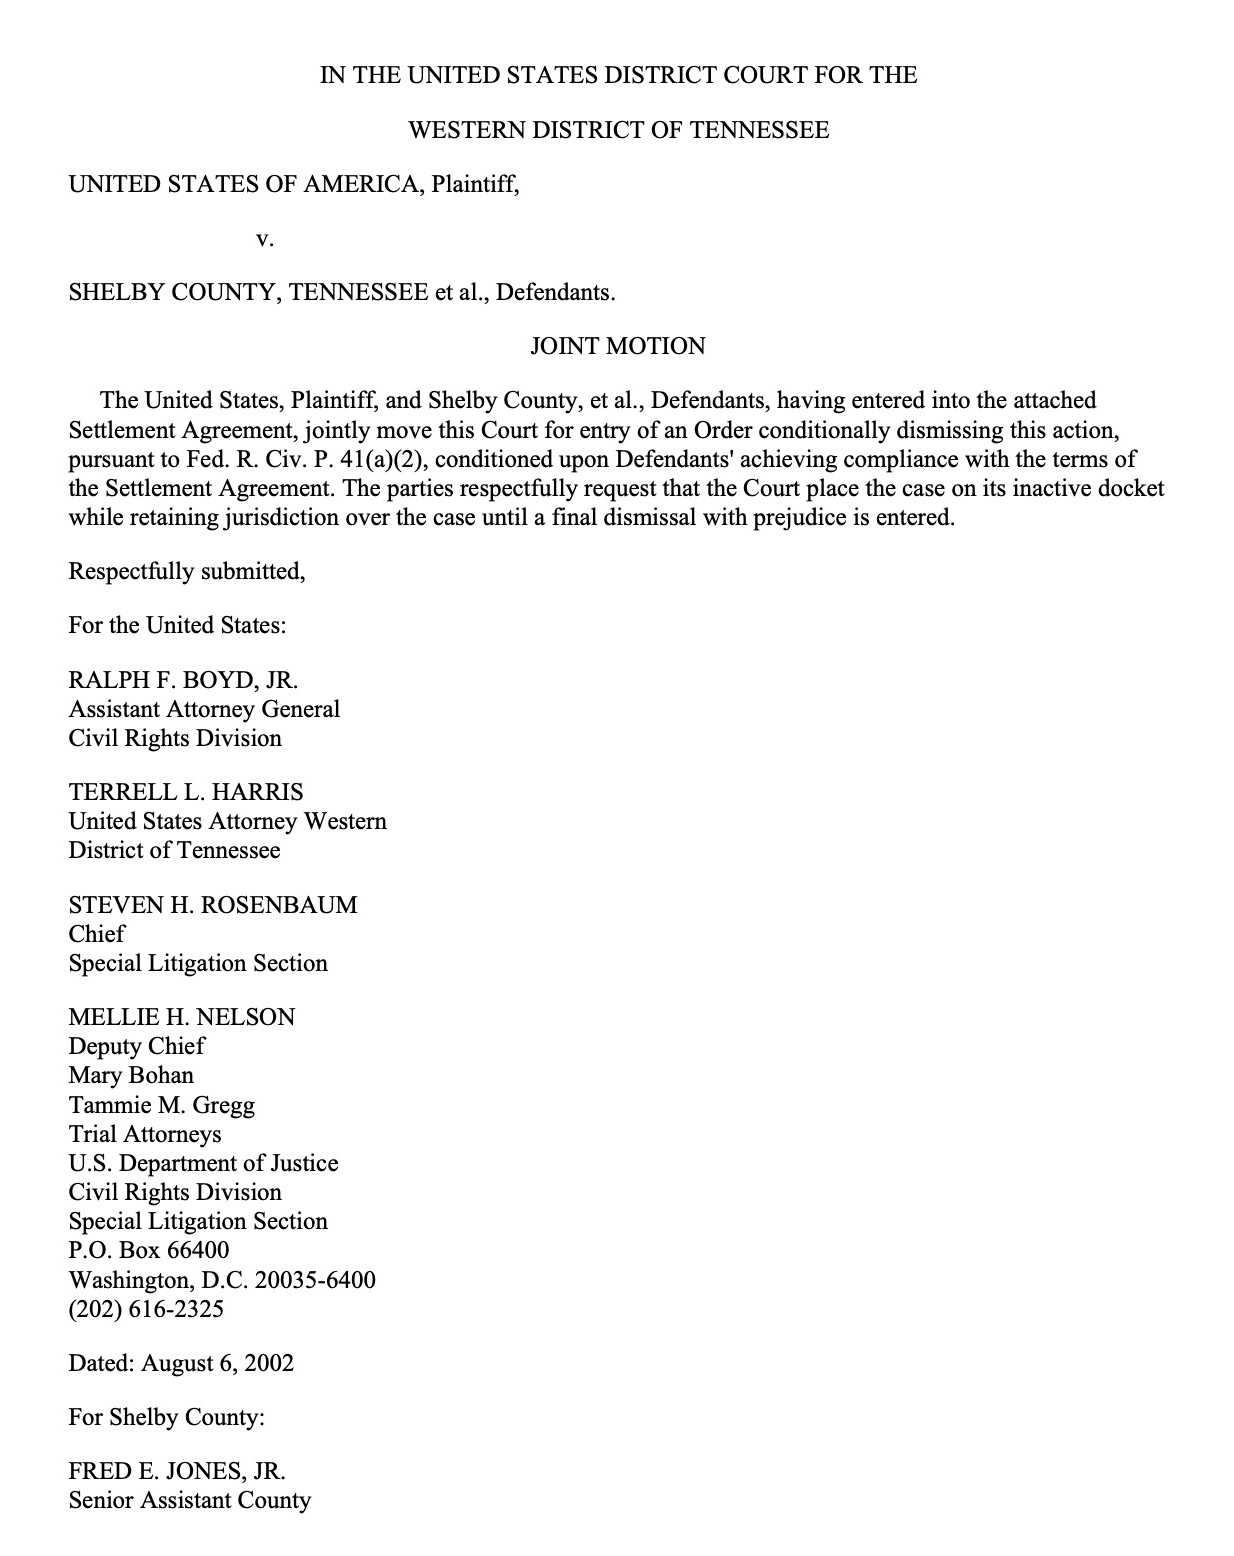 IN THE UNITED STATES DISTRICT COURT FOR THE
WESTERN DISTRICT OF TENNESSEE
UNITED STATES OF AMERICA, Plaintiff,
v.
SHELBY COUNTY, TENNESSEE et al., Defendants.
JOINT MOTION
The United States, Plaintiff, and Shelby County, et al., Defendants, having entered into the attached
Settlement Agreement, jointly move this Court for entry of an Order conditionally dismissing this action,
pursuant to Fed. R. Civ. P. 41(a)(2), conditioned upon Defendants' achieving compliance with the terms of
the Settlement Agreement. The parties respectfully request that the Court place the case on its inactive docket
while retaining jurisdiction over the case until a final dismissal with prejudice is entered.
Respectfully submitted,
For the United States:
RALPH F. BOYD, JR.
Assistant Attorney General
Civil Rights Division
TERRELL L. HARRIS
United States Attorney Western
District of Tennessee
STEVEN H. ROSENBAUM
Chief
Special Litigation Section
MELLIE H. NELSON
Deputy Chief
Mary Bohan
Tammie M. Gregg
Trial Attorneys
U.S. Department of Justice
Civil Rights Division
Special Litigation Section
P.O. Box 66400
Washington, D.C. 20035-6400
(202) 616-2325
Dated: August 6, 2002
For Shelby County:
FRED E. JONES, JR.
Senior Assistant County